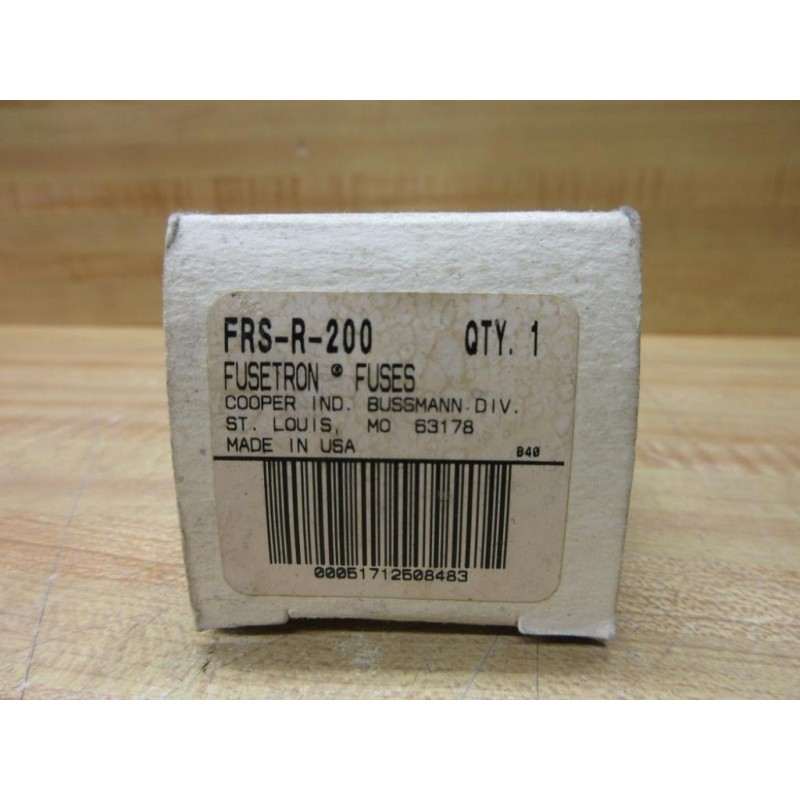 FRS-R-200 QTY. 1
FUSETRON ® FUSES
COOPER IND. BUSSMANN DIV.
ST. LOUIS, MO 63178
MADE IN USA B40
00051712508483